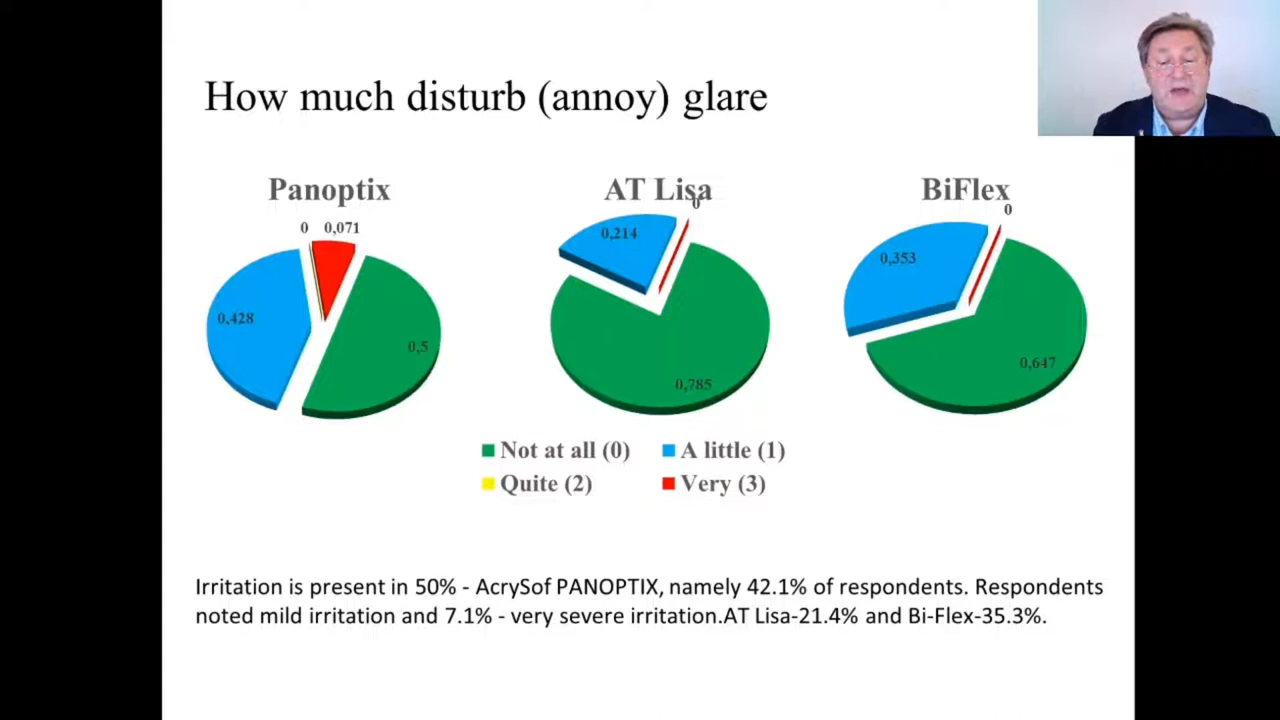 How much disturb (annoy) glare
Panoptix
AT Lisa
BiFlex
0
0,071
0,428
0,5
0
0,214
0,785
0
0,353
0,647
Not at all (0)
A little (1)
Quite (2)
Very (3)
Irritation is present in 50% - AcrySof PANOPTIX, namely 42.1% of respondents. Respondents
noted mild irritation and 7.1% - very severe irritation.AT Lisa-21.4% and Bi-Flex-35.3%.